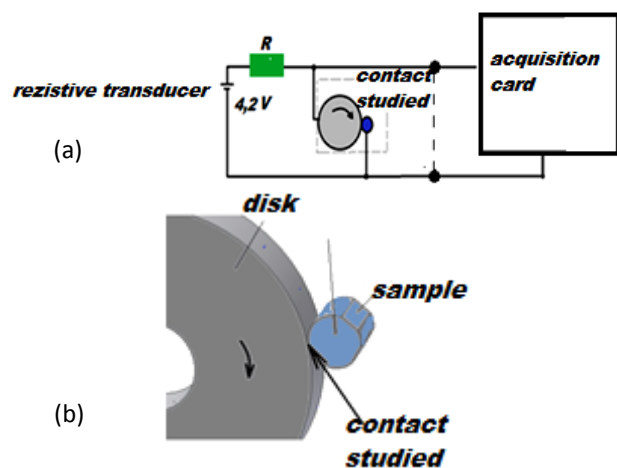 R
contact
studied
acquisition
card
rezistive transducer
4,2 V
(a)
disk
sample
(b)
contact
studied